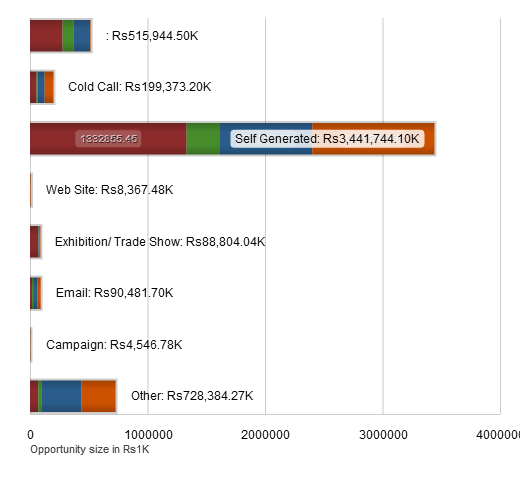 : Rs515,944.50K
Cold Call: Rs199,373.20K
1332855.45 Self Generated: Rs3,441,744.10K
Web Site: Rs8,367.48K
Exhibition/ Trade Show: Rs88,804.04K
Email: Rs90,481.70K
Campaign: Rs4,546.78K
Other: Rs728,384.27K
0 1000000 2000000 3000000 4000000
Opportunity size in Rs1K